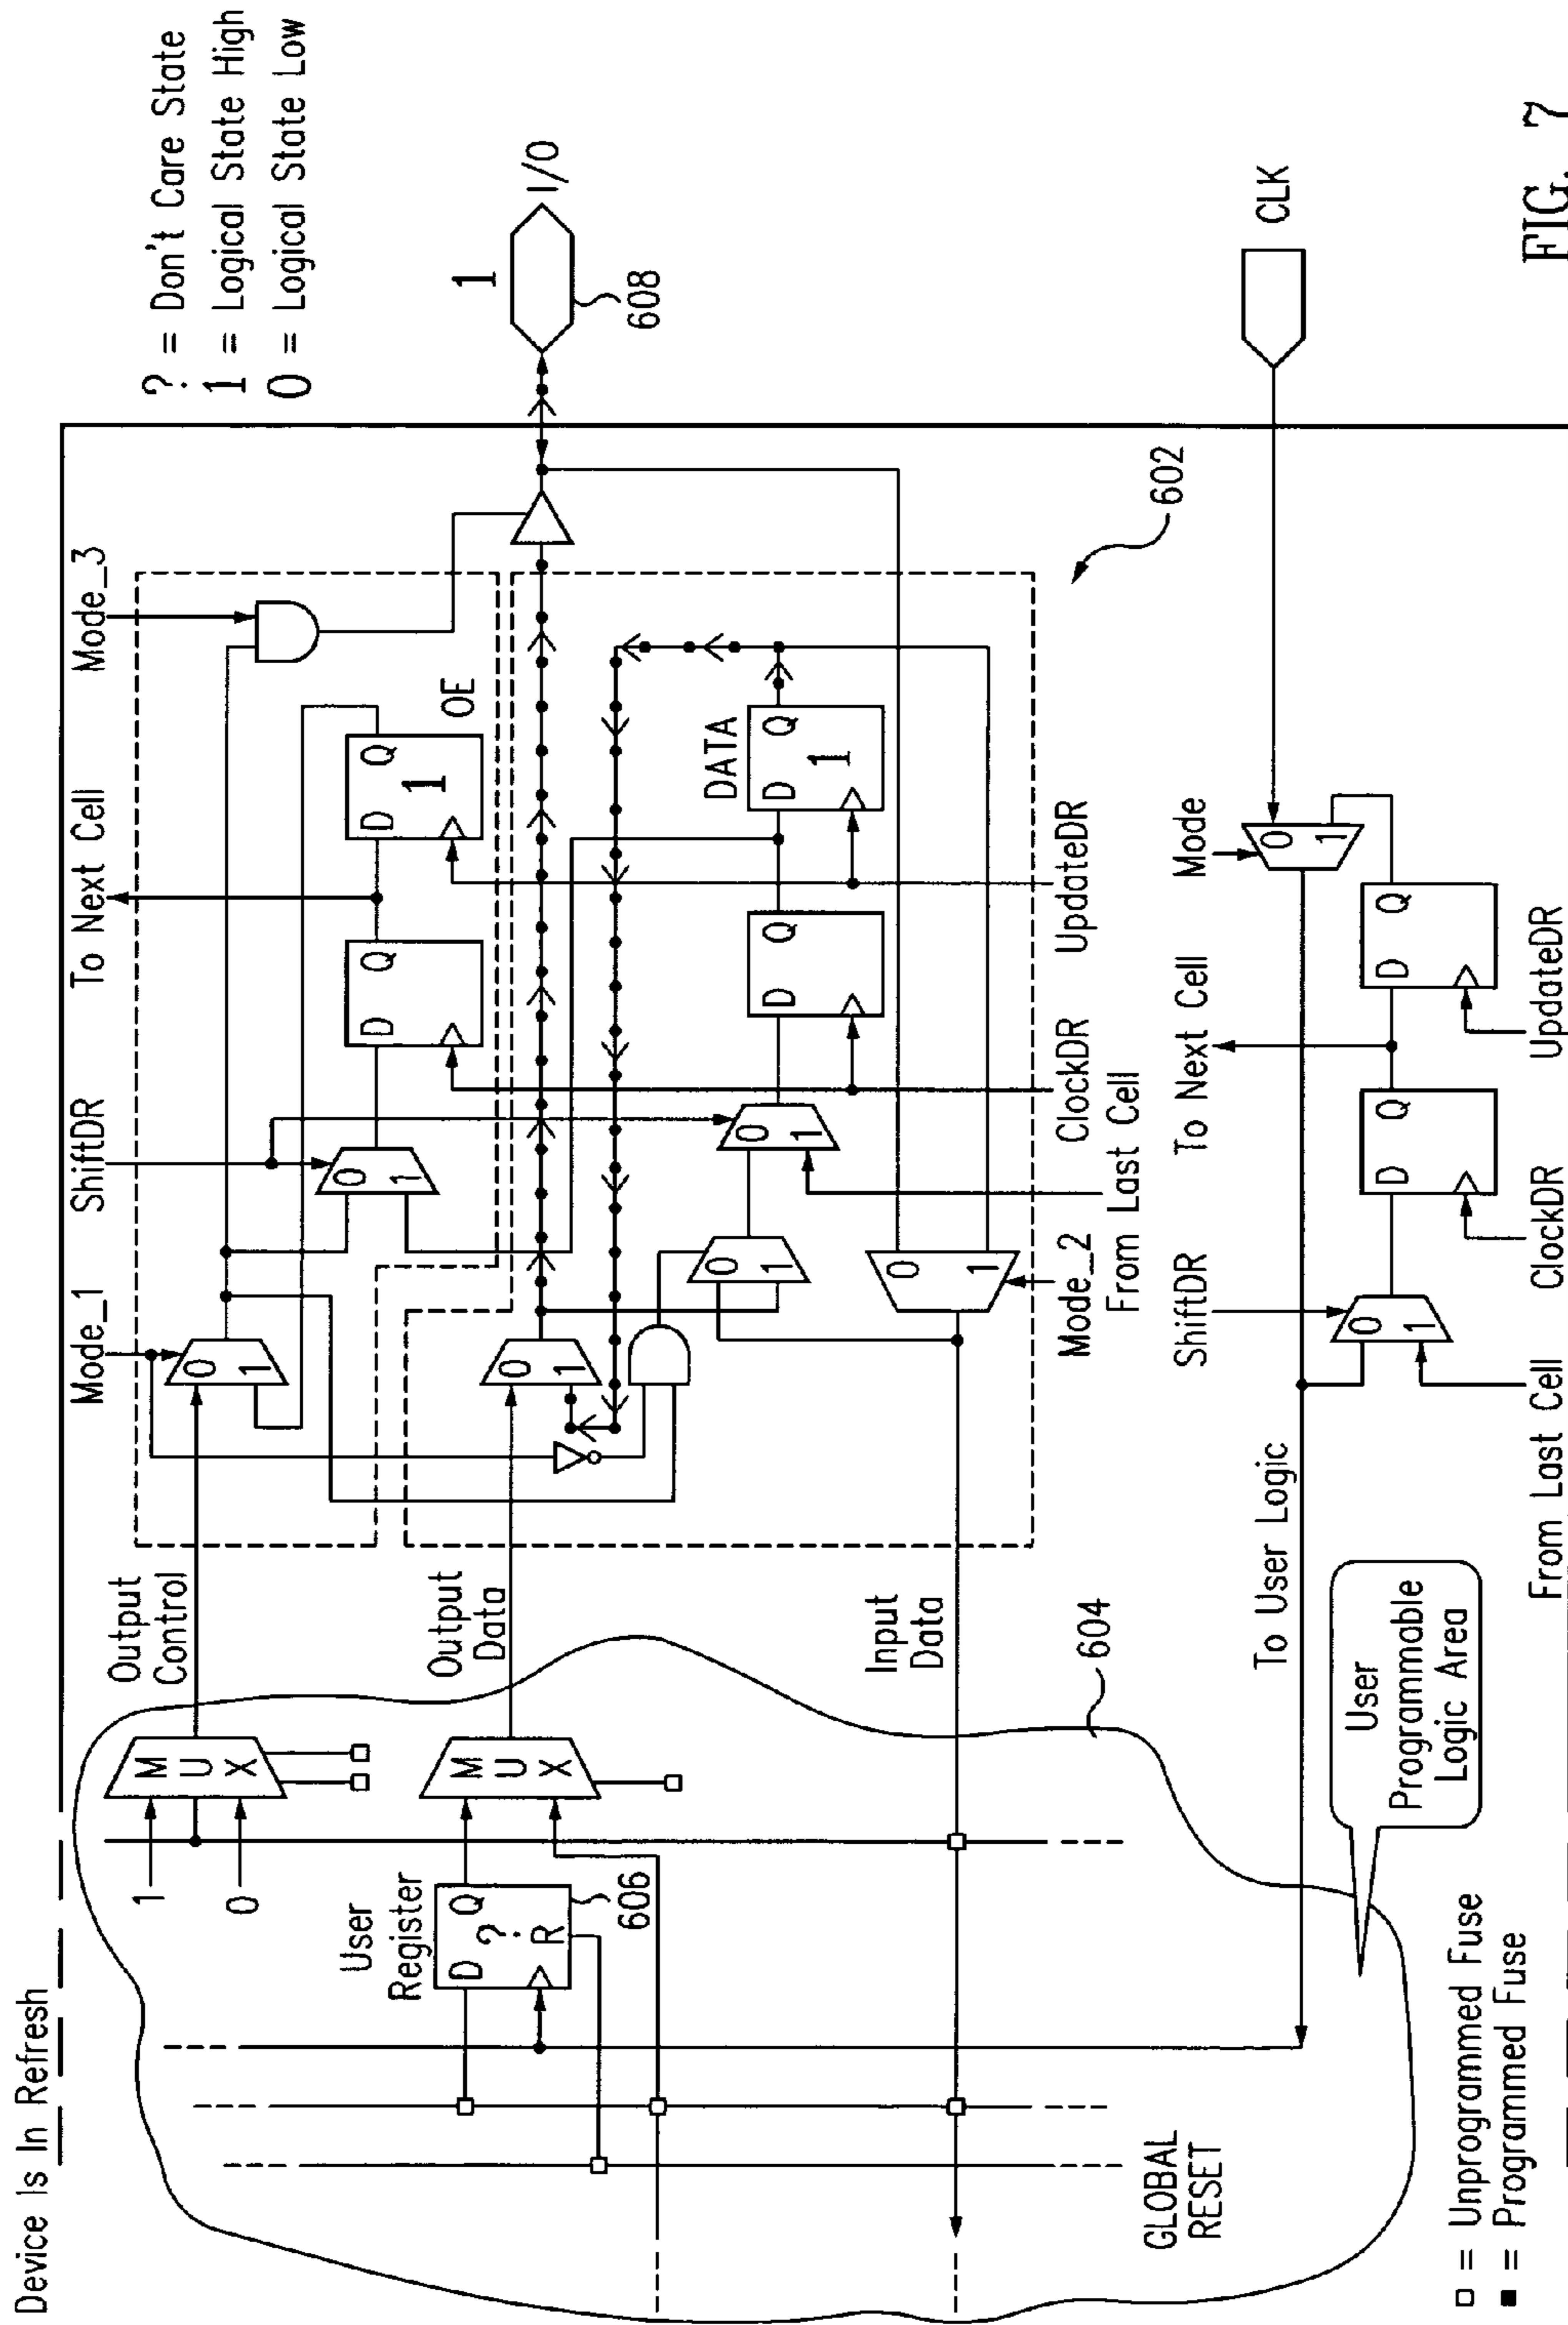 Device Is In Refresh
? = Don't Care State
1 = Logical State High
0 = Logical State Low
Mode_1
ShiftDR
To Next Cell
Mode_3
Output
Control
M
U
X
1
0
0
1
0
1
D Q
D Q
1
OE
1
I/O
608
User
Register
D Q
?
R
606
M
U
X
Output
Data
0
1
0
1
0
1
D Q
DATA
D Q
1
Input
Data
0
1
602
604
Mode_2
From Last Cell
ClockDR
UpdateDR
GLOBAL
RESET
To User Logic
ShiftDR
To Next Cell
Mode
CLK
0
1
0
1
D Q
D Q
User
Programmable
Logic Area
From Last Cell
ClockDR
UpdateDR
□ = Unprogrammed Fuse
■ = Programmed Fuse
FIG. 7